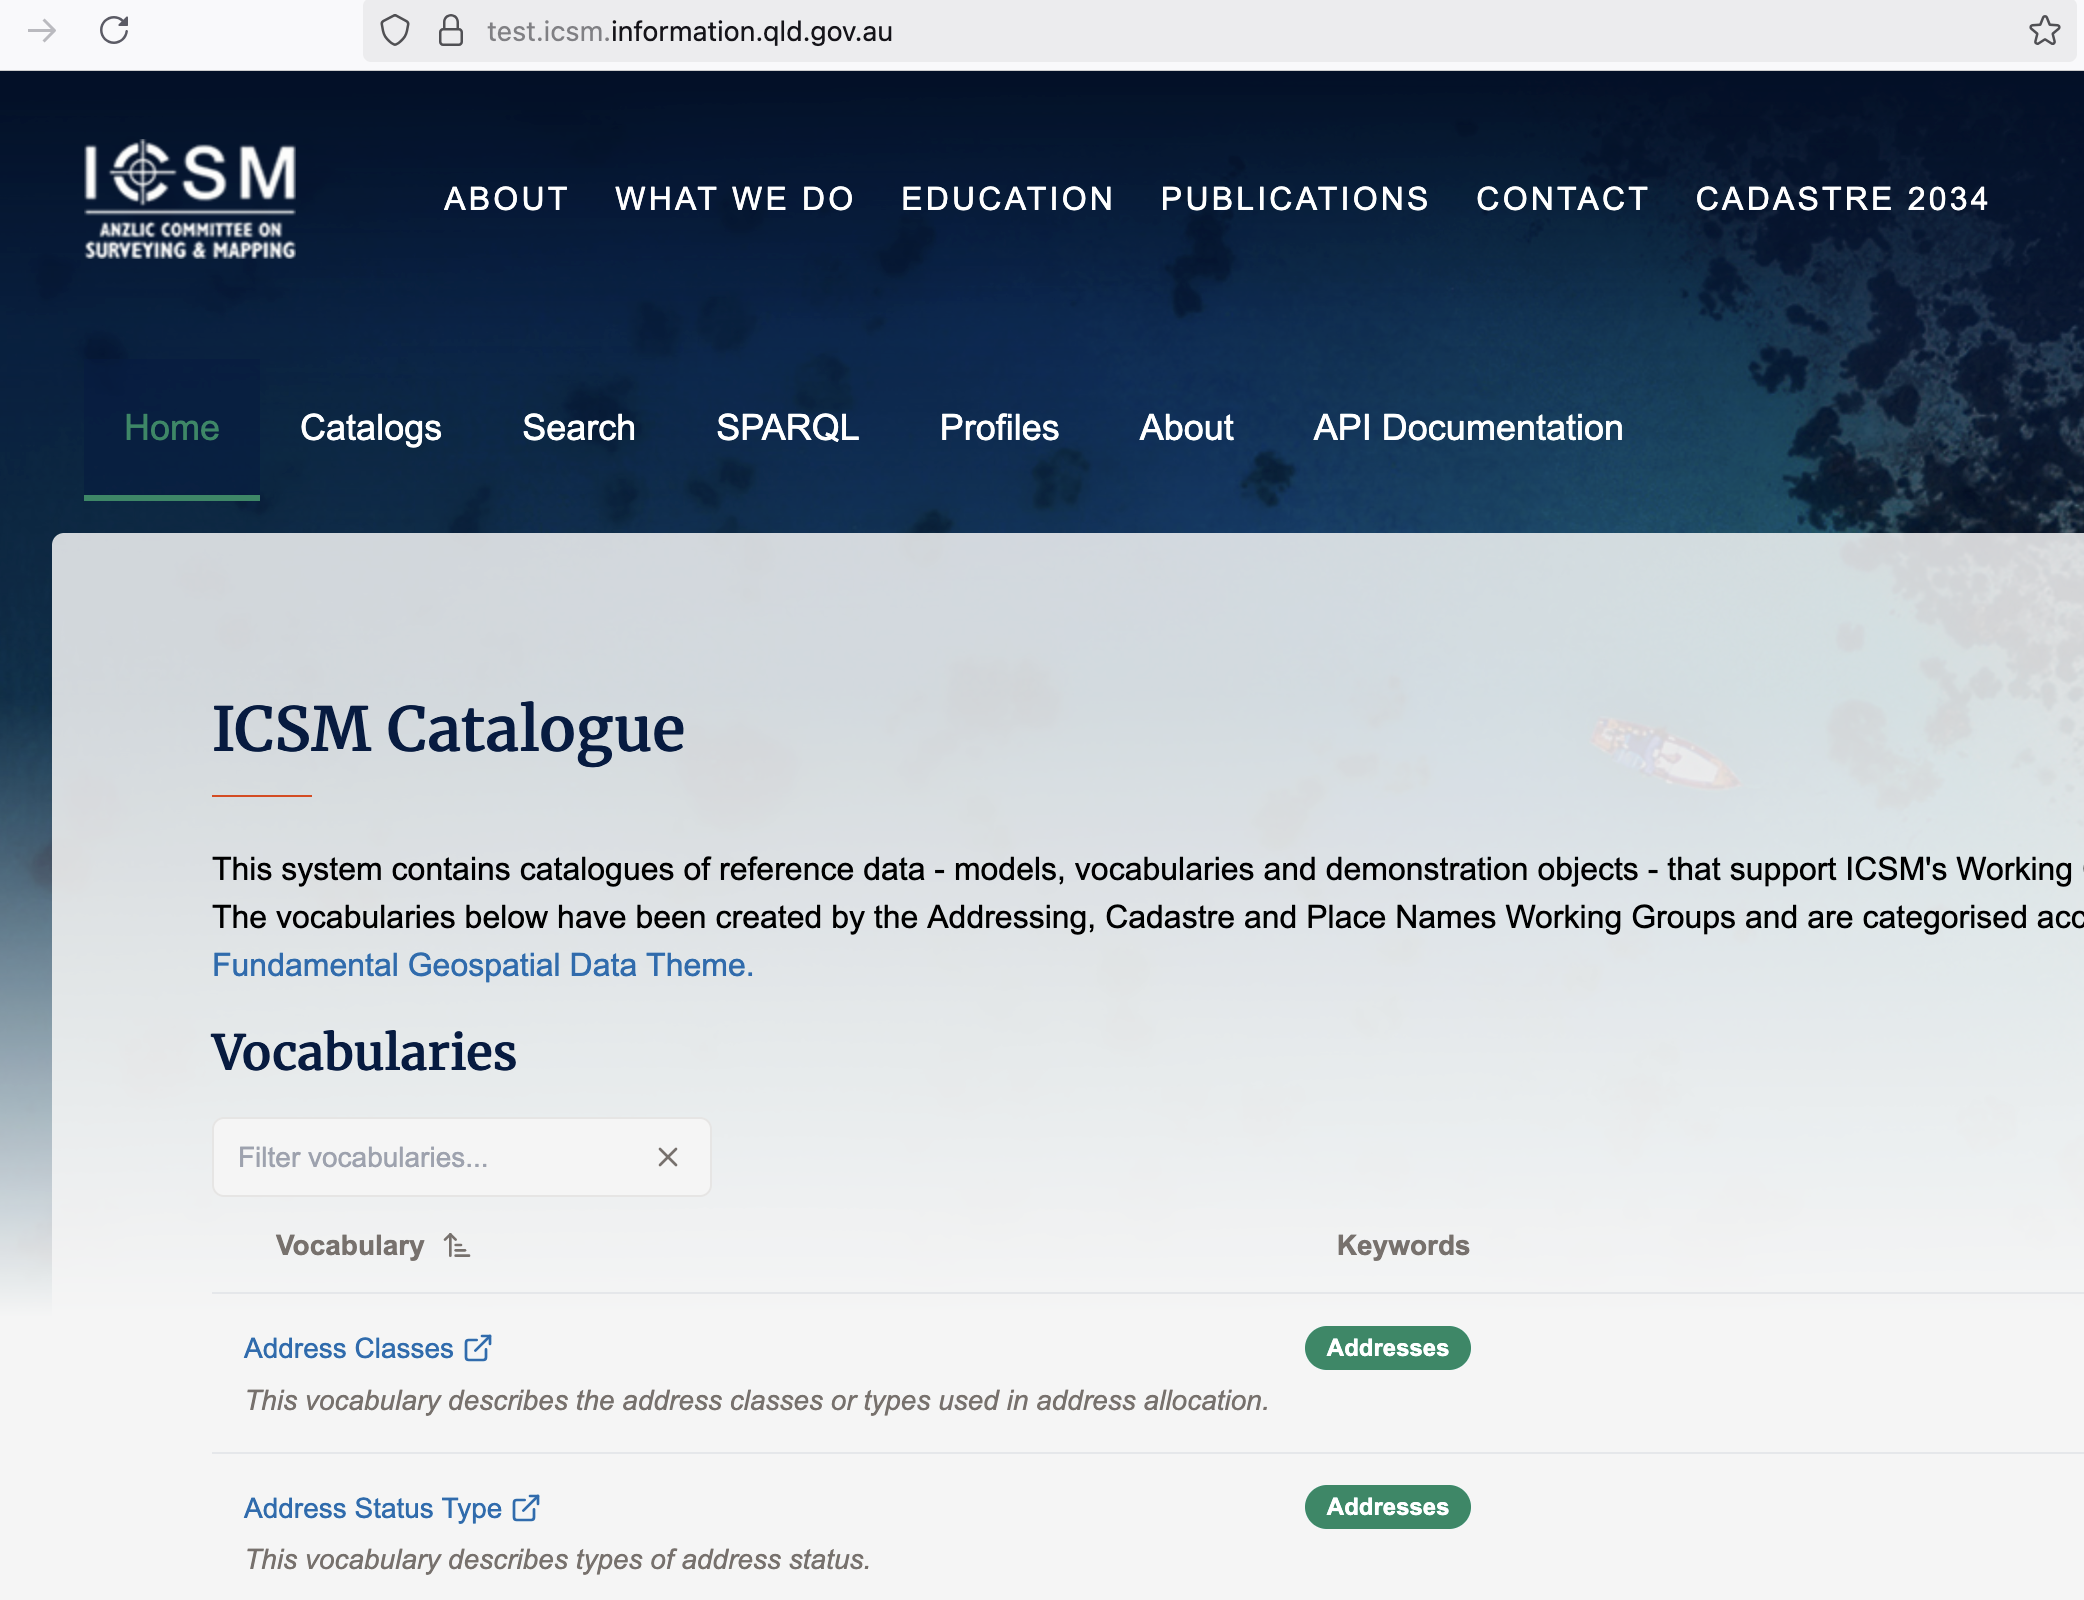 test.icsm.information.qld.gov.au
ICSM
ANZLIC COMMITTEE ON
SURVEYING & MAPPING
ABOUT WHAT WE DO EDUCATION PUBLICATIONS CONTACT CADASTRE 2034
Home Catalogs Search SPARQL Profiles About API Documentation
ICSM Catalogue
This system contains catalogues of reference data - models, vocabularies and demonstration objects - that support ICSM's Working
The vocabularies below have been created by the Addressing, Cadastre and Place Names Working Groups and are categorised acc
Fundamental Geospatial Data Theme.
Vocabularies
Filter vocabularies...
Vocabulary Keywords
Address Classes Addresses
This vocabulary describes the address classes or types used in address allocation.
Address Status Type Addresses
This vocabulary describes types of address status.